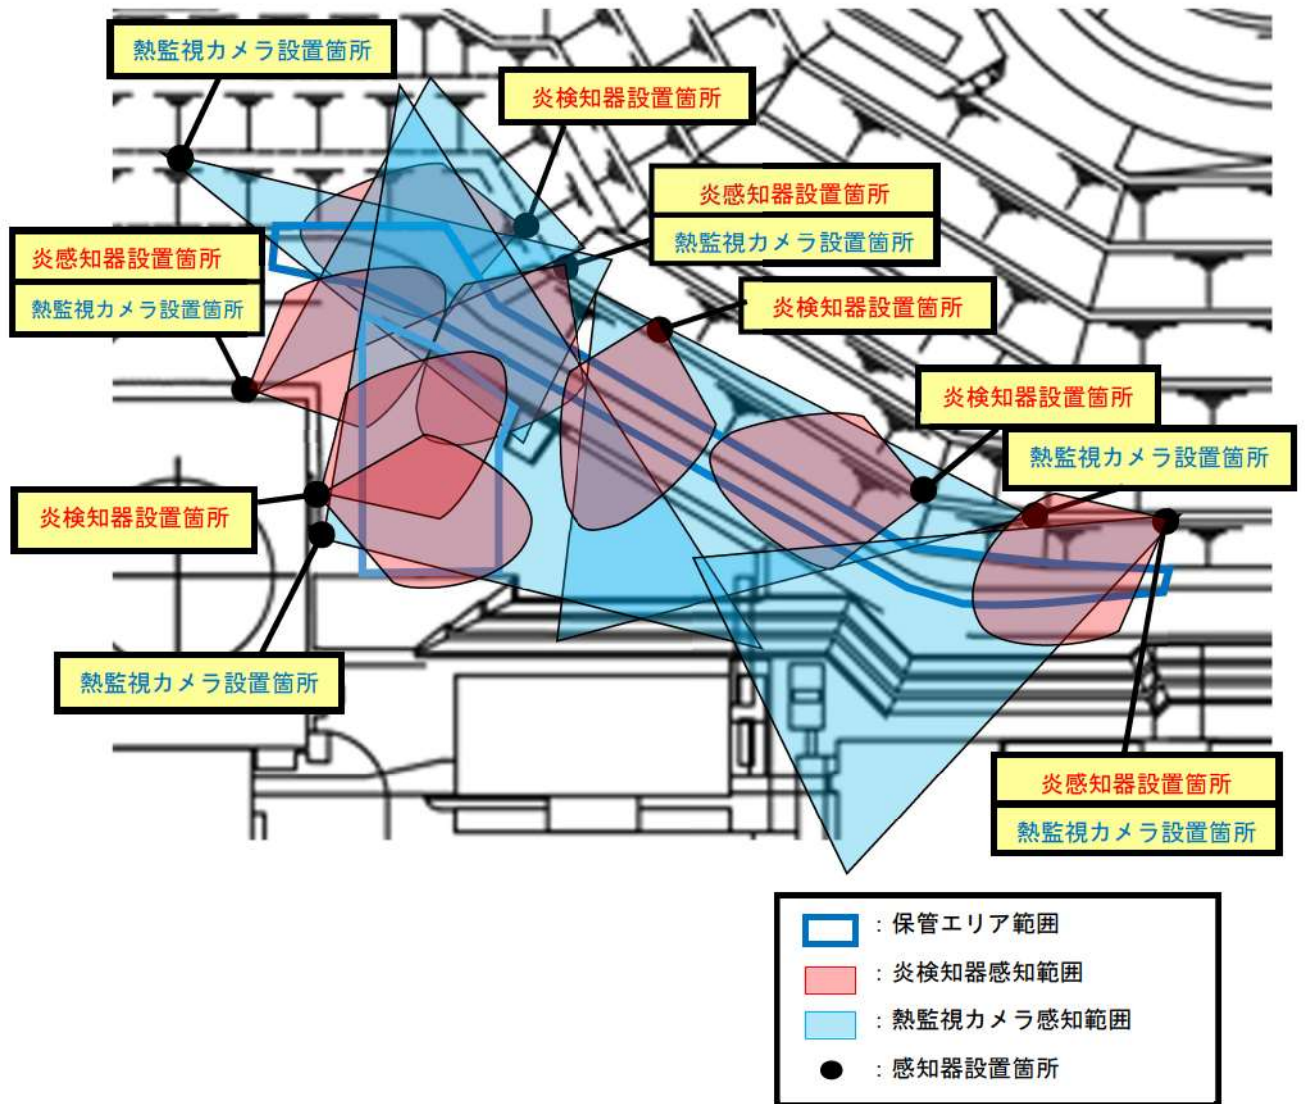 熱監視カメラ設置箇所
炎検知器設置箇所
炎感知器設置箇所
熱監視カメラ設置箇所
炎感知器設置箇所
熱監視カメラ設置箇所
炎検知器設置箇所
炎検知器設置箇所
熱監視カメラ設置箇所
炎検知器設置箇所
熱監視カメラ設置箇所
炎感知器設置箇所
熱監視カメラ設置箇所
：保管エリア範囲
：炎検知器感知範囲
：熱監視カメラ感知範囲
：感知器設置箇所